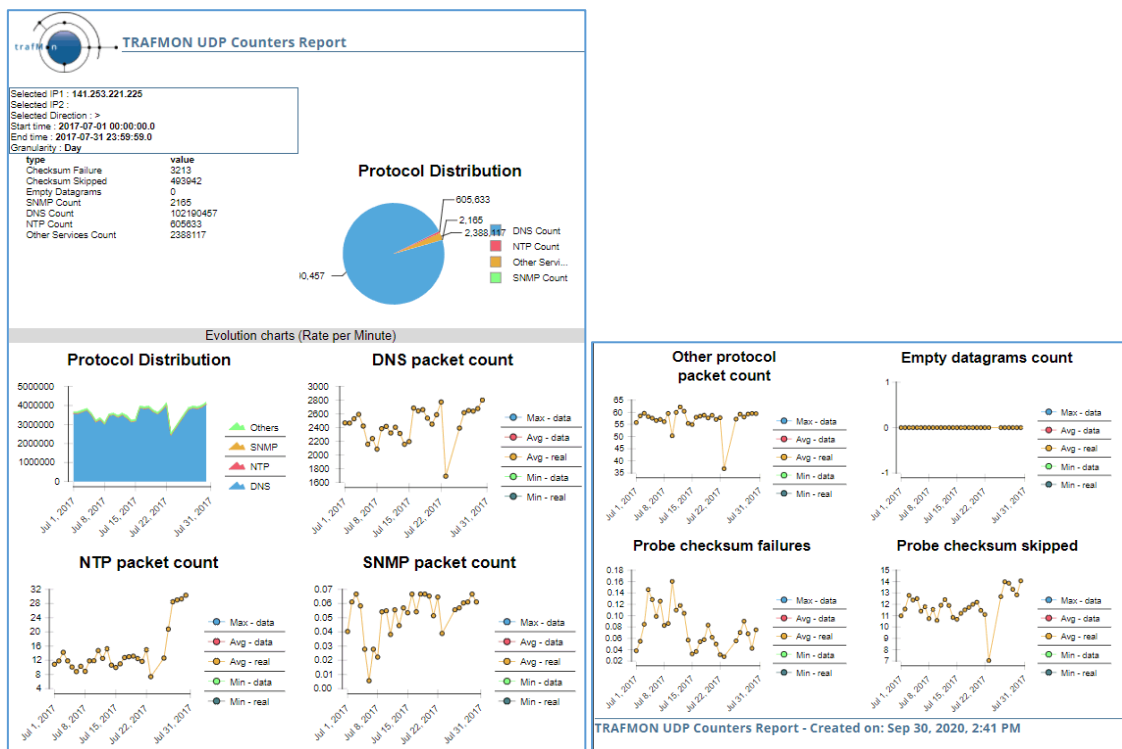 trafMon
TRAFMON UDP Counters Report
Selected IP1 : 141.253.221.225
Selected IP2 :
Selected Direction : >
Start time : 2017-07-01 00:00:00.0
End time : 2017-07-31 23:59:59.0
Granularity : Day
type value
Checksum Failure 3213
Checksum Skipped 493942
Empty Datagrams 0
SNMP Count 2165
DNS Count 102190457
NTP Count 605633
Other Services Count 2388117
Protocol Distribution
605,633
2,165
2,388,117
)0,457
DNS Count
NTP Count
Other Servi...
SNMP Count
Evolution charts (Rate per Minute)
Protocol Distribution
5000000
4000000
3000000
2000000
1000000
0
Jul 1, 2017
Jul 8, 2017
Jul 15, 2017
Jul 22, 2017
Jul 31, 2017
Others
SNMP
NTP
DNS
DNS packet count
3000
2800
2600
2400
2200
2000
1800
1600
Jul 1, 2017
Jul 8, 2017
Jul 15, 2017
Jul 22, 2017
Jul 31, 2017
Max - data
Avg - data
Avg - real
Min - data
Min - real
NTP packet count
32
28
24
20
16
12
8
4
Jul 1, 2017
Jul 8, 2017
Jul 15, 2017
Jul 22, 2017
Jul 31, 2017
Max - data
Avg - data
Avg - real
Min - data
Min - real
SNMP packet count
0.07
0.06
0.05
0.04
0.03
0.02
0.01
0.00
Jul 1, 2017
Jul 8, 2017
Jul 15, 2017
Jul 22, 2017
Jul 31, 2017
Max - data
Avg - data
Avg - real
Min - data
Min - real
Other protocol
packet count
65
60
55
50
45
40
35
Jul 1, 2017
Jul 8, 2017
Jul 15, 2017
Jul 22, 2017
Jul 31, 2017
Max - data
Avg - data
Avg - real
Min - data
Min - real
Empty datagrams count
1
0
-1
Jul 1, 2017
Jul 8, 2017
Jul 15, 2017
Jul 22, 2017
Jul 31, 2017
Max - data
Avg - data
Avg - real
Min - data
Min - real
Probe checksum failures
0.18
0.16
0.14
0.12
0.10
0.08
0.06
0.04
0.02
Jul 1, 2017
Jul 8, 2017
Jul 15, 2017
Jul 22, 2017
Jul 31, 2017
Max - data
Avg - data
Avg - real
Min - data
Min - real
Probe checksum skipped
15
14
13
12
11
10
9
8
7
Jul 1, 2017
Jul 8, 2017
Jul 15, 2017
Jul 22, 2017
Jul 31, 2017
Max - data
Avg - data
Avg - real
Min - data
Min - real
TRAFMON UDP Counters Report - Created on: Sep 30, 2020, 2:41 PM